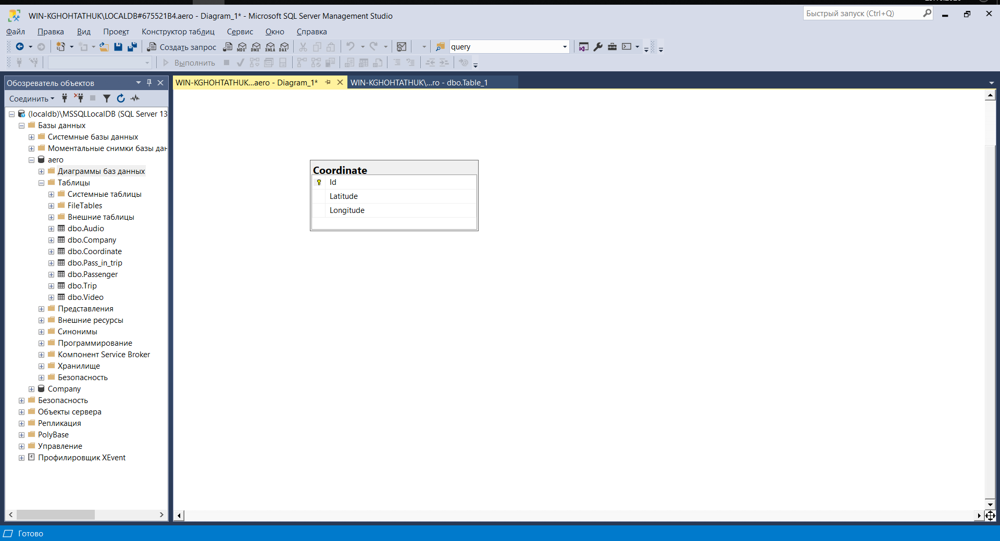 WIN-KGHOHTATHUK\LOCALDB#675521B4.aero - Diagram_1* - Microsoft SQL Server Management Studio
Быстрый запуск (Ctrl+Q)
Файл Правка Вид Проект Конструктор таблиц Сервис Окно Справка
Создать запрос MDX DMX XMLA DAX query
Выполнить
Обозреватель объектов
WIN-KGHOHTATHUK...aero - Diagram_1* WIN-KGHOHTATHUK\...ro - dbo.Table_1
Соединить
(localdb)\MSSQLLocalDB (SQL Server 13
Базы данных
Системные базы данных
Моментальные снимки базы дан
aero
Диаграммы баз данных
Таблицы
Системные таблицы
FileTables
Внешние таблицы
dbo.Audio
dbo.Company
dbo.Coordinate
dbo.Pass_in_trip
dbo.Passenger
dbo.Trip
dbo.Video
Представления
Внешние ресурсы
Синонимы
Программирование
Компонент Service Broker
Хранилище
Безопасность
Company
Безопасность
Объекты сервера
Репликация
PolyBase
Управление
Профилировщик XEvent
Coordinate
Id
Latitude
Longitude
Готово